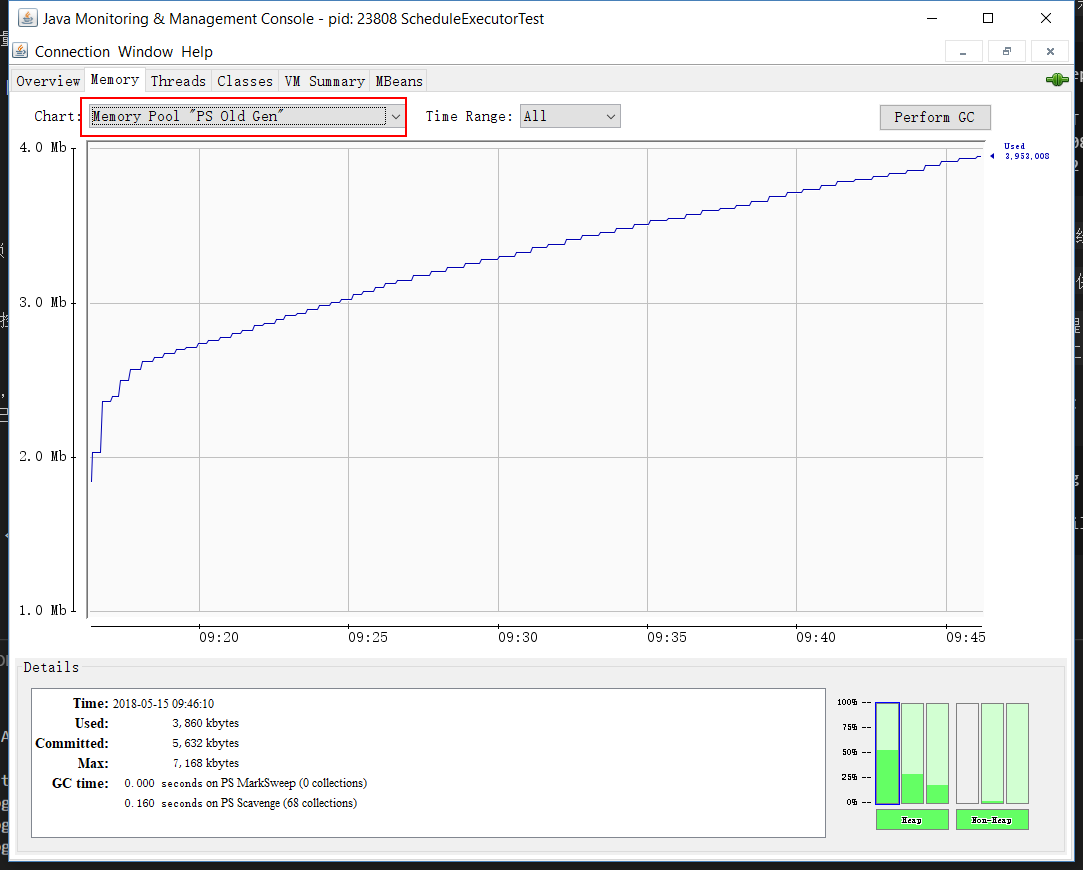 Java Monitoring & Management Console - pid: 23808 ScheduleExecutorTest
Connection Window Help
Overview Memory Threads Classes VM Summary MBeans
Chart: Memory Pool "PS Old Gen" Time Range: All Perform GC
4.0 Mb
Used
3,953,008
3.0 Mb
2.0 Mb
1.0 Mb
09:20 09:25 09:30 09:35 09:40 09:45
Details
Time: 2018-05-15 09:46:10
Used: 3,860 kbytes
Committed: 5,632 kbytes
Max: 7,168 kbytes
GC time: 0.000 seconds on PS MarkSweep (0 collections)
0.160 seconds on PS Scavenge (68 collections)
100% --
75% --
50% --
25% --
0% --
Heap Non-Heap